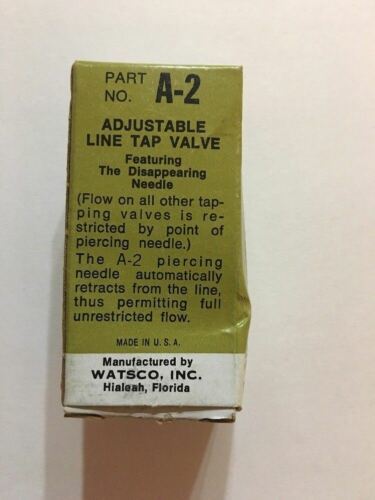 PART NO. A-2
ADJUSTABLE
LINE TAP VALVE
Featuring
The Disappearing
Needle
(Flow on all other tap-
ping valves is re-
stricted by point of
piercing needle.)
The A-2 piercing
needle automatically
retracts from the line,
thus permitting full
unrestricted flow.
MADE IN U.S.A.
Manufactured by
WATSCO, INC.
Hialeah, Florida